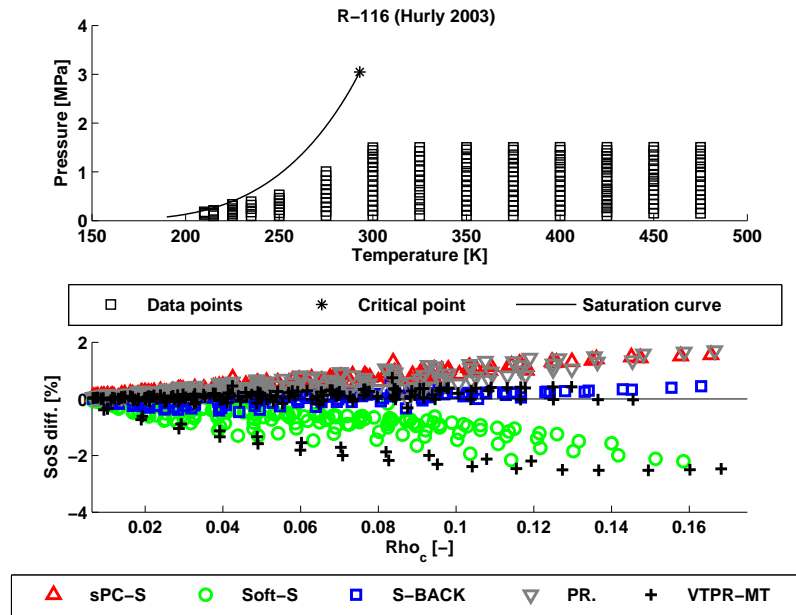 R-116 (Hurly 2003)
Pressure [MPa]
4
3
2
1
0
150 200 250 300 350 400 450 500
Temperature [K]
Data points Critical point Saturation curve
SoS diff. [%]
2
0
−2
−4
0.02 0.04 0.06 0.08 0.1 0.12 0.14 0.16
Rho_c [−]
sPC−S Soft−S S−BACK PR. VTPR−MT